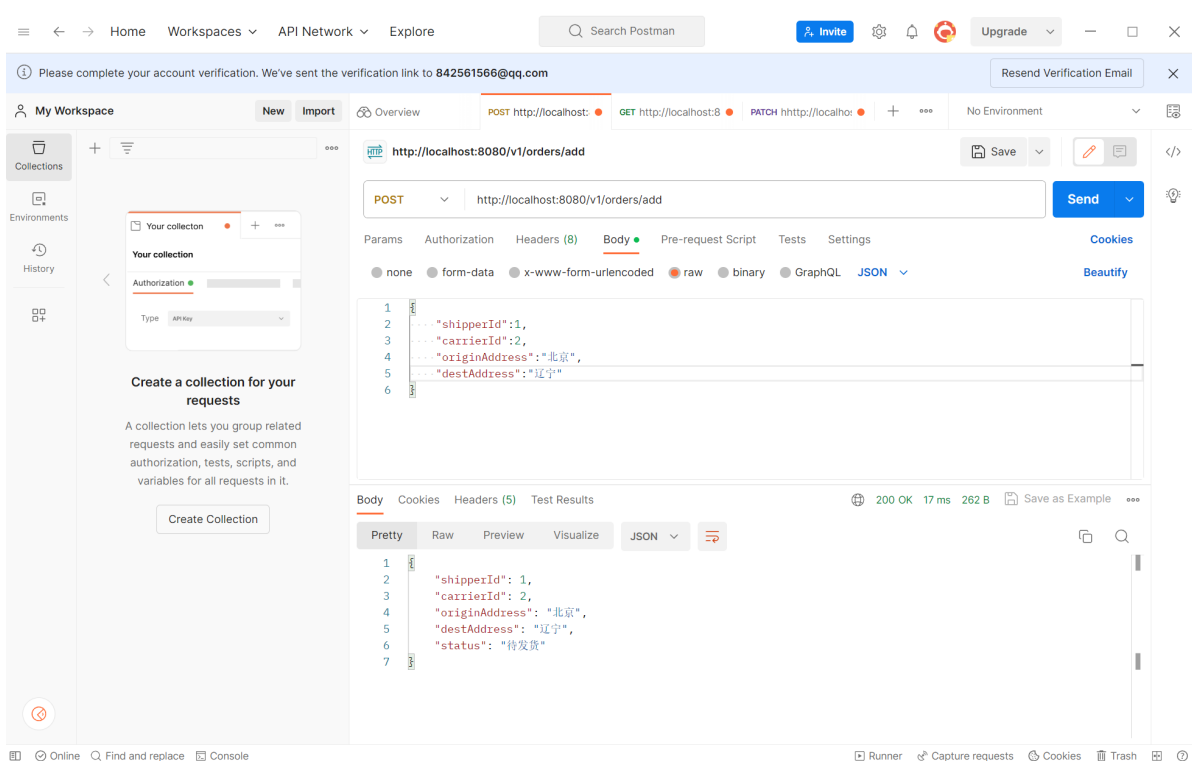 Home Workspaces API Network Explore Search Postman Invite Upgrade
Please complete your account verification. We've sent the verification link to 842561566@qq.com Resend Verification Email
My Workspace New Import Overview POST http://localhost: GET http://localhost:8 PATCH hhttp://localhos No Environment
Collections
Environments
History
Your collecton
Your collection
Authorization
Type API Key
Create a collection for your
requests
A collection lets you group related
requests and easily set common
authorization, tests, scripts, and
variables for all requests in it.
Create Collection
HTTP http://localhost:8080/v1/orders/add Save
POST http://localhost:8080/v1/orders/add Send
Params Authorization Headers (8) Body Pre-request Script Tests Settings Cookies
none form-data x-www-form-urlencoded raw binary GraphQL JSON Beautify
1 {
2 "shipperId":1,
3 "carrierId":2,
4 "originAddress":"北京",
5 "destAddress":"辽宁"
6 }
Body Cookies Headers (5) Test Results 200 OK 17 ms 262 B Save as Example
Pretty Raw Preview Visualize JSON
1 {
2 "shipperId": 1,
3 "carrierId": 2,
4 "originAddress": "北京",
5 "destAddress": "辽宁",
6 "status": "待发货"
7 }
Online Find and replace Console Runner Capture requests Cookies Trash